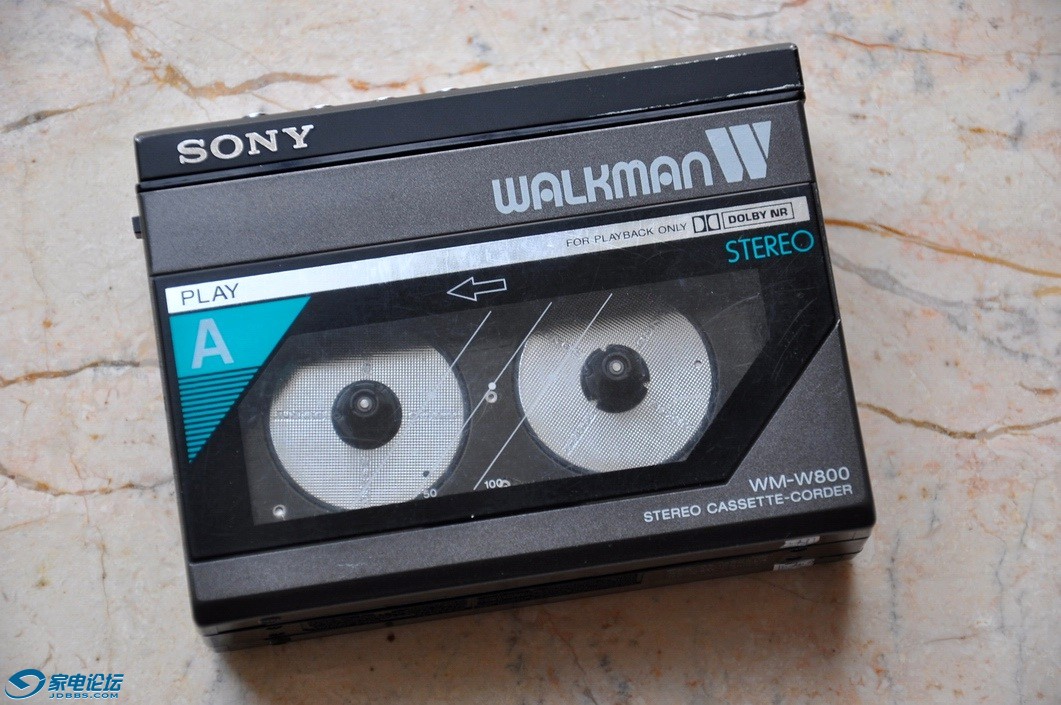 SONY
WALKMAN W
FOR PLAYBACK ONLY DOLBY NR
STEREO
PLAY
A
50
100
WM-W800
STEREO CASSETTE-CORDER
家电论坛
JDBBS.COM